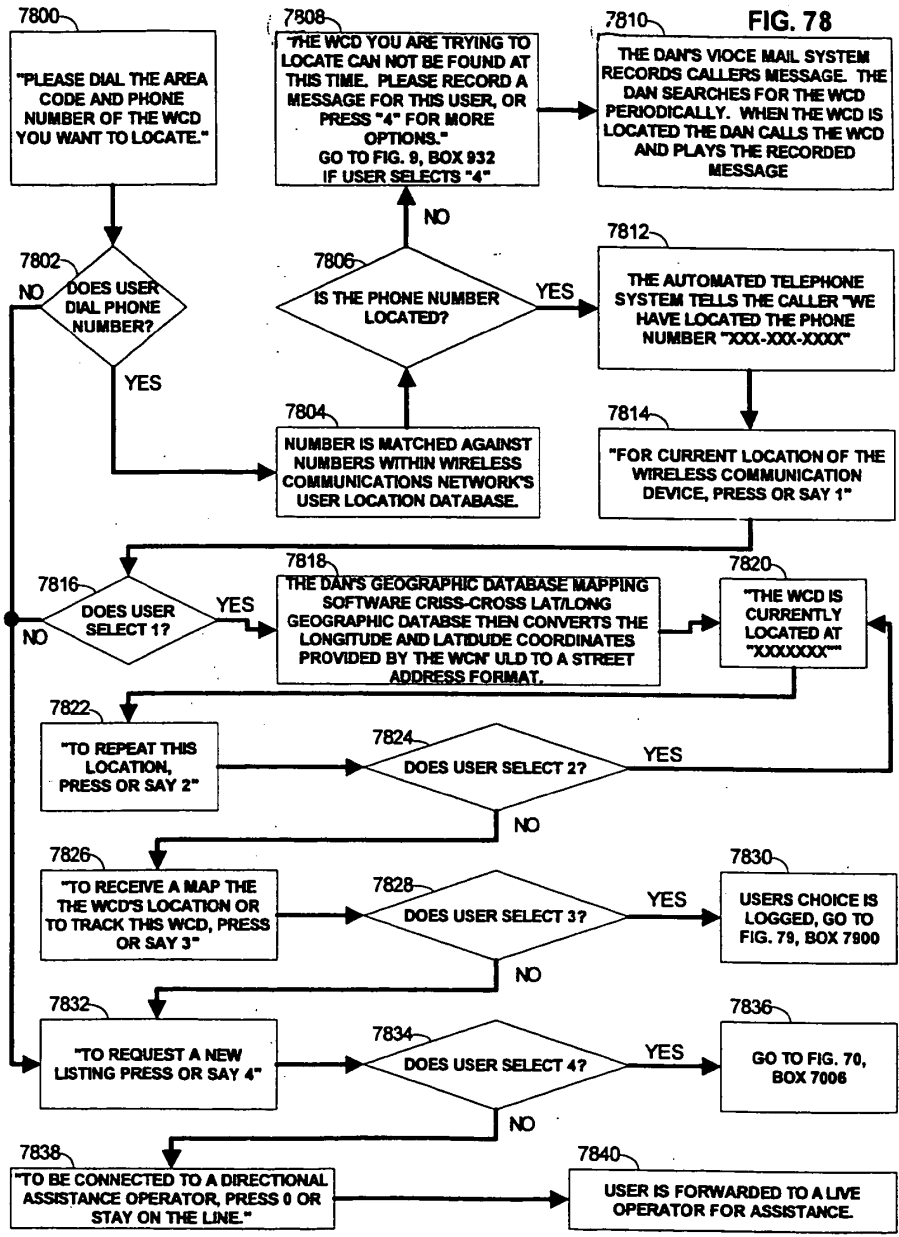 FIG. 78
7800
"PLEASE DIAL THE AREA
CODE AND PHONE
NUMBER OF THE WCD
YOU WANT TO LOCATE."
7808
"THE WCD YOU ARE TRYING TO
LOCATE CAN NOT BE FOUND AT
THIS TIME. PLEASE RECORD A
MESSAGE FOR THIS USER, OR
PRESS "4" FOR MORE
OPTIONS."
GO TO FIG. 9, BOX 932
IF USER SELECTS "4"
7810
THE DAN'S VIOCE MAIL SYSTEM
RECORDS CALLERS MESSAGE. THE
DAN SEARCHES FOR THE WCD
PERIODICALLY. WHEN THE WCD IS
LOCATED THE DAN CALLS THE WCD
AND PLAYS THE RECORDED
MESSAGE
NO
7802
DOES USER
DIAL PHONE
NUMBER?
NO
YES
7806
IS THE PHONE NUMBER
LOCATED?
YES
7812
THE AUTOMATED TELEPHONE
SYSTEM TELLS THE CALLER "WE
HAVE LOCATED THE PHONE
NUMBER "XXX-XXX-XXXX"
7804
NUMBER IS MATCHED AGAINST
NUMBERS WITHIN WIRELESS
COMMUNICATIONS NETWORK'S
USER LOCATION DATABASE.
7814
"FOR CURRENT LOCATION OF THE
WIRELESS COMMUNICATION
DEVICE, PRESS OR SAY 1"
7816
DOES USER
SELECT 1?
YES
NO
7818
THE DAN'S GEOGRAPHIC DATABASE MAPPING
SOFTWARE CRISS-CROSS LAT/LONG
GEOGRAPHIC DATABSE THEN CONVERTS THE
LONGITUDE AND LATIDUDE COORDINATES
PROVIDED BY THE WCN' ULD TO A STREET
ADDRESS FORMAT.
7820
"THE WCD IS
CURRENTLY
LOCATED AT
"XXXXXXX""
7822
"TO REPEAT THIS
LOCATION,
PRESS OR SAY 2"
7824
DOES USER SELECT 2?
YES
NO
7826
"TO RECEIVE A MAP THE
THE WCD'S LOCATION OR
TO TRACK THIS WCD, PRESS
OR SAY 3"
7828
DOES USER SELECT 3?
YES
NO
7830
USERS CHOICE IS
LOGGED, GO TO
FIG. 79, BOX 7900
7832
"TO REQUEST A NEW
LISTING PRESS OR SAY 4"
7834
DOES USER SELECT 4?
YES
NO
7836
GO TO FIG. 70,
BOX 7006
7838
"TO BE CONNECTED TO A DIRECTIONAL
ASSISTANCE OPERATOR, PRESS 0 OR
STAY ON THE LINE."
7840
USER IS FORWARDED TO A LIVE
OPERATOR FOR ASSISTANCE.